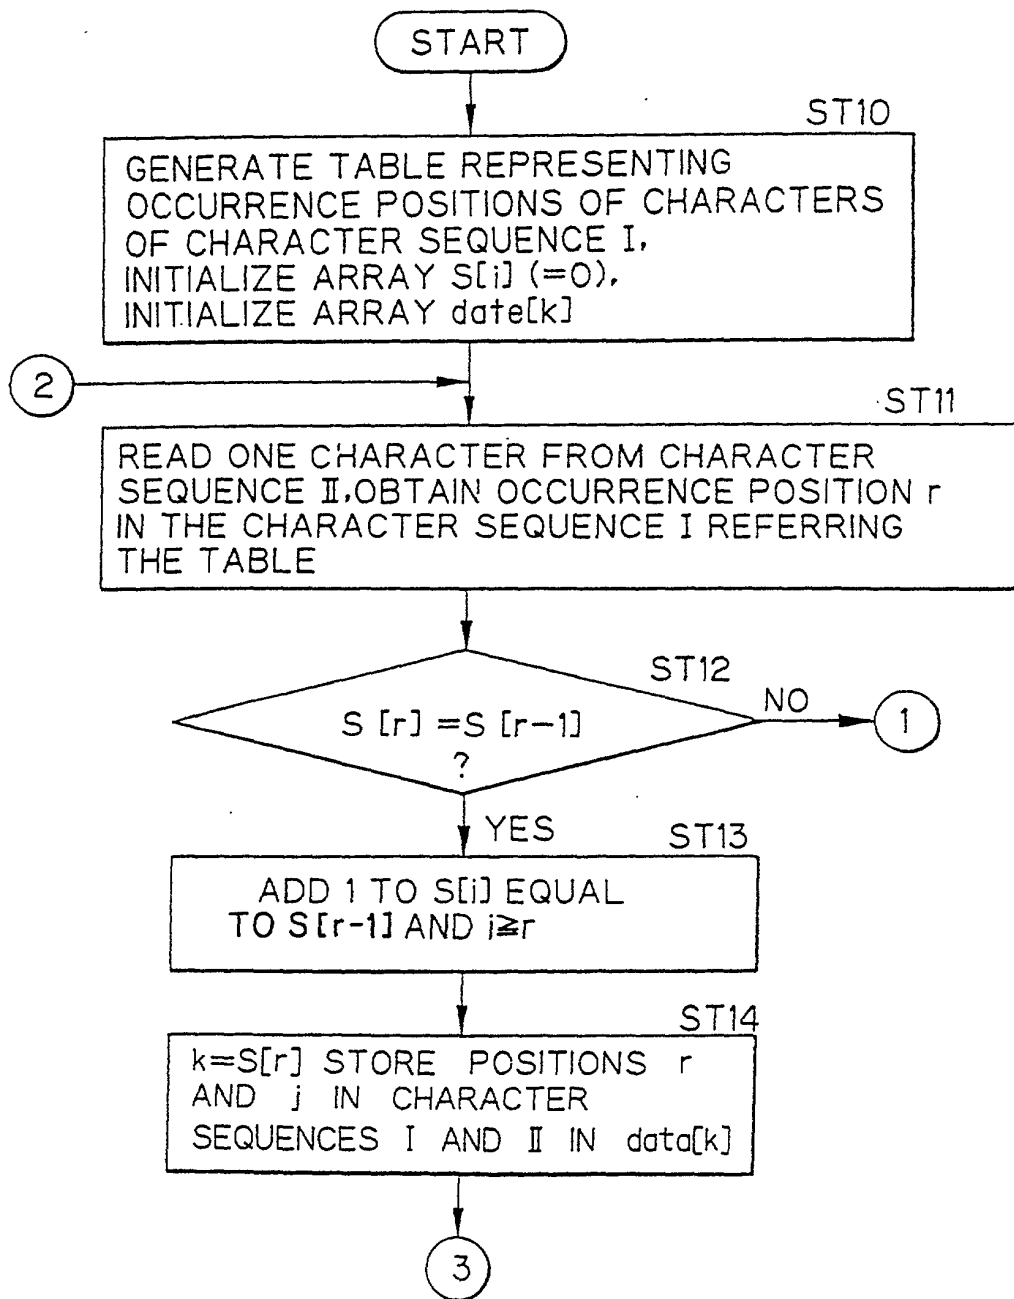 START
ST10
GENERATE TABLE REPRESENTING
OCCURRENCE POSITIONS OF CHARACTERS
OF CHARACTER SEQUENCE I,
INITIALIZE ARRAY S[i] (=0),
INITIALIZE ARRAY date[k]
2
ST11
READ ONE CHARACTER FROM CHARACTER
SEQUENCE II,OBTAIN OCCURRENCE POSITION r
IN THE CHARACTER SEQUENCE I REFERRING
THE TABLE
ST12
S [r] =S [r-1]
?
NO
1
YES
ST13
ADD 1 TO S[i] EQUAL
TO S[r-1] AND i≧r
ST14
k=S[r] STORE POSITIONS r
AND j IN CHARACTER
SEQUENCES I AND II IN data[k]
3